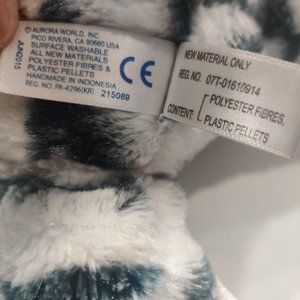 © AURORA WORLD, INC.
PICO RIVERA, CA 90660 USA
SURFACE WASHABLE
ALL NEW MATERIALS
POLYESTER FIBRES &
PLASTIC PELLETS
HANDMADE IN INDONESIA
REG. NO. PA-4296(KR) 215089
JUN/2015
CE
NEW MATERIAL ONLY
REG. NO. 07T-01610914
CONTENT: POLYESTER FIBRES,
PLASTIC PELLETS